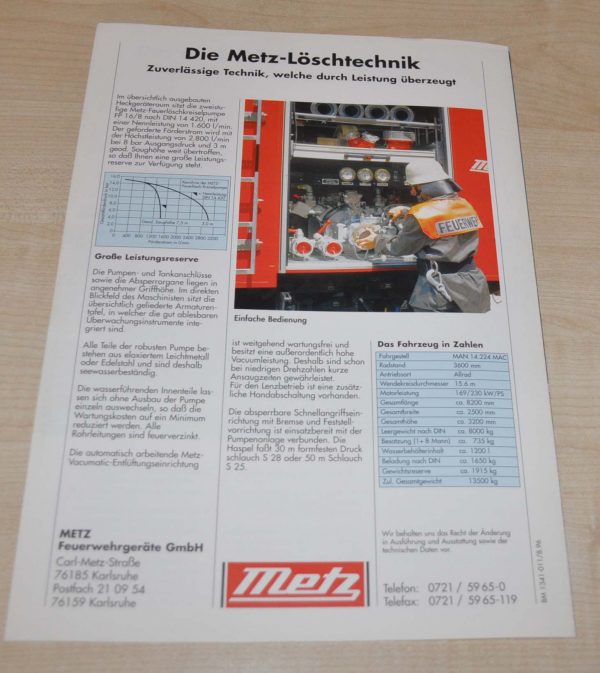 Die Metz-Löschtechnik
Zuverlässige Technik, welche durch Leistung überzeugt
Im übersichtlich ausgebauten
Heckgeräteraum sitzt die zweistu-
fige Metz-Feuerlöschkreiselpumpe
FP 16/8 nach DIN 14 420, mit
einer Nennleistung von 1.600 l/min.
Der geforderte Förderstrom wird mit
der Höchstleistung von 2.800 l/min
bei 8 bar Ausgangsdruck und 3 m
geod. Saughöhe weit übertroffen,
so daß Ihnen eine große Leistungs-
reserve zur Verfügung steht.
Große Leistungsreserve
Die Pumpen- und Tankanschlüsse
sowie die Absperrorgane liegen in
angenehmer Griffhöhe. Im direkten
Blickfeld des Maschinisten sitzt die
übersichtlich gegliederte Armaturen-
tafel, in welcher die gut ablesbaren
Überwachungsinstrumente inte-
griert sind.
Alle Teile der robusten Pumpe be-
stehen aus eloxiertem Leichtmetall
oder Edelstahl und sind deshalb
seewasserbeständig.
Die wasserführenden Innenteile las-
sen sich ohne Ausbau der Pumpe
einzeln auswechseln, so daß die
Wartungskosten auf ein Minimum
reduziert werden. Alle
Rohrleitungen sind feuerverzinkt.
Die automatisch arbeitende Metz-
Vacumatic-Entlüftungseinrichtung
metz
FEUERWEHR
Einfache Bedienung
ist weitgehend wartungsfrei und
besitzt eine außerordentlich hohe
Vacuumleistung. Deshalb sind schon
bei niedrigen Drehzahlen kurze
Ansaugzeiten gewährleistet.
Für den Lenzbetrieb ist eine zusätz-
liche Handabschaltung vorhanden.
Die absperrbare Schnellangriffsein-
richtung mit Bremse und Feststell-
vorrichtung ist einsatzbereit mit der
Pumpenanlage verbunden. Die
Haspel faßt 30 m formfesten Druck
schlauch S 28 oder 50 m Schlauch
S 25.
Das Fahrzeug in Zahlen
Fahrgestell MAN 14.224 MAC
Radstand 3600 mm
Antriebsart Allrad
Wendekreisdurchmesser 15.6 m
Motorleistung 169/230 kW/PS
Gesamtlänge ca. 8200 mm
Gesamtbreite ca. 2500 mm
Gesamthöhe ca. 3200 mm
Leergewicht nach DIN ca. 8000 kg
Besatzung (1+ 8 Mann) ca. 735 kg
Wasserbehälterinhalt ca. 1200 l
Beladung nach DIN ca. 1650 kg
Gewichtsreserve ca. 1915 kg
Zul. Gesamtgewicht 13500 kg
Wir behalten uns das Recht der Änderung
in Ausführung und Ausstattung sowie der
technischen Daten vor.
METZ
Feuerwehrgeräte GmbH
Carl-Metz-Straße
76185 Karlsruhe
Postfach 21 09 54
76159 Karlsruhe
metz
Telefon: 0721 / 59 65-0
Telefax: 0721 / 59 65-119
BM 1341-011/8.96